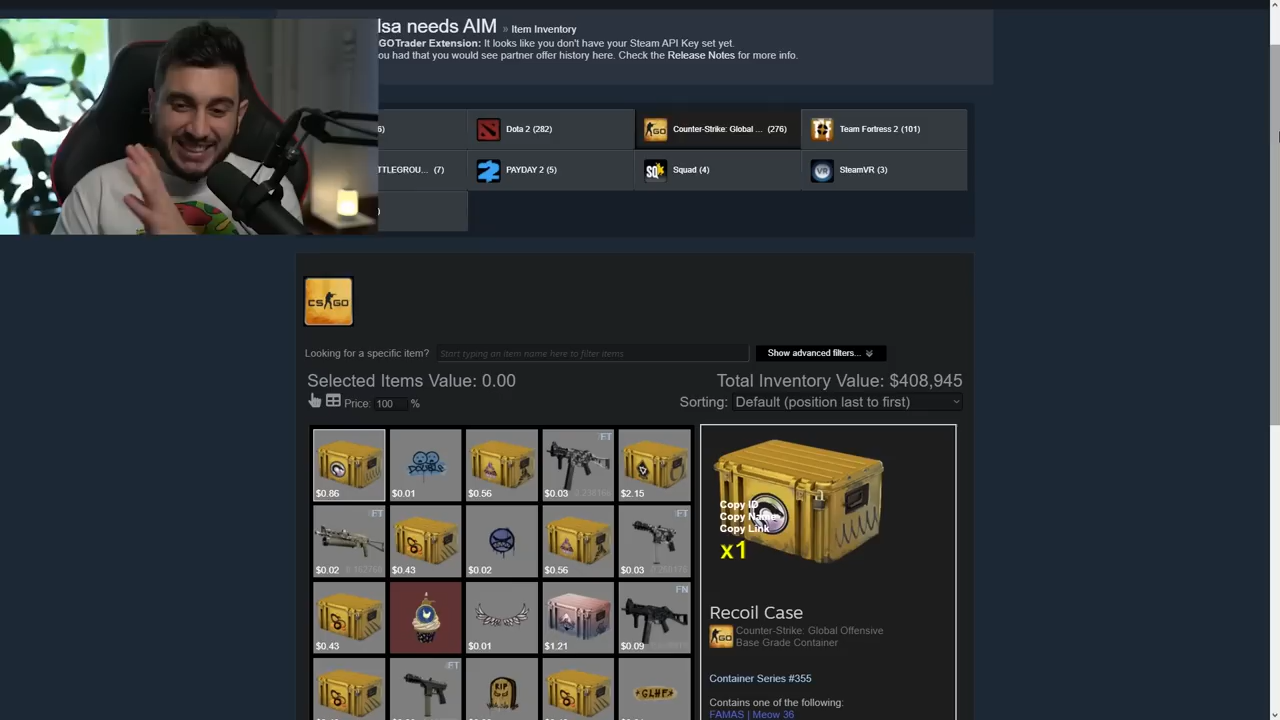 lsa needs AIM » Item Inventory
GOTrader Extension: It looks like you don't have your Steam API Key set yet.
ou had that you would see partner offer history here. Check the Release Notes for more info.
6)
Dota 2 (282)
Counter-Strike: Global ... (276)
Team Fortress 2 (101)
TTLEGROU... (7)
PAYDAY 2 (5)
Squad (4)
SteamVR (3)
)
CS GO
Looking for a specific item?
Start typing an item name here to filter items
Show advanced filters...
Selected Items Value: 0.00
Total Inventory Value: $408,945
Price: 100 %
Sorting: Default (position last to first)
$0.86
DOUBLE
$0.01
$0.56
FT
$0.03
$2.15
FT
$0.02
$0.43
$0.02
$0.56
FT
$0.03
$0.43
$0.01
$1.21
FN
$0.09
FT
RIP
GLHF
Copy ID
Copy Name
Copy Link
x1
Recoil Case
Counter-Strike: Global Offensive
Base Grade Container
Container Series #355
Contains one of the following:
FAMAS | Meow 36